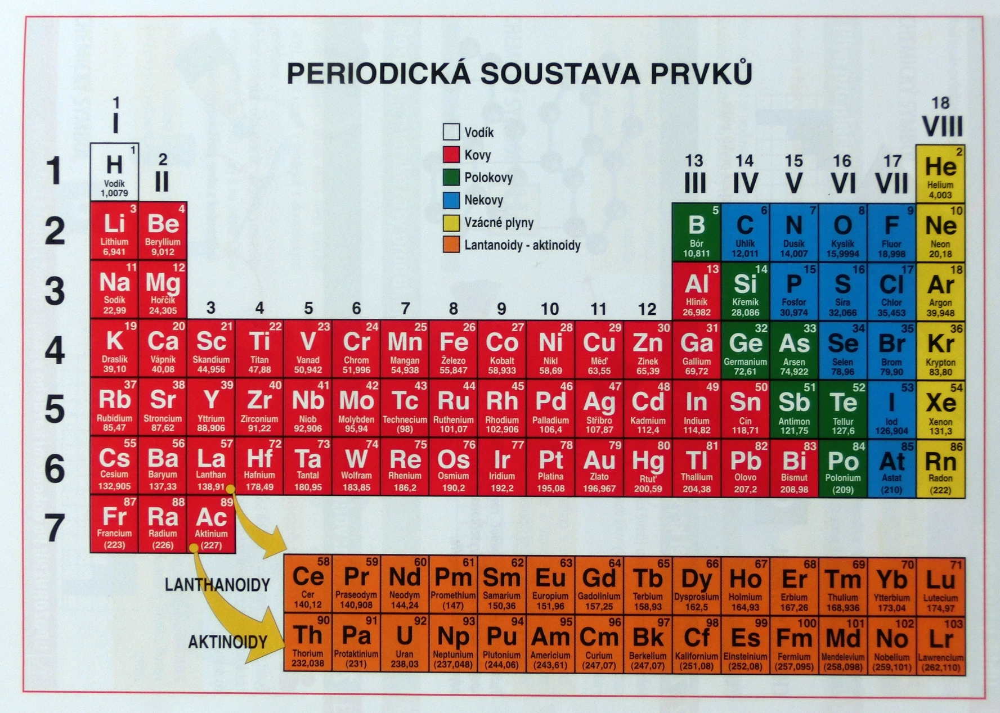 PERIODICKÁ SOUSTAVA PRVKŮ
1 18
I VIII
Vodík
Kovy
Polokovy
Nekovy
Vzácné plyny
Lantanoidy - aktinoidy
2 13 14 15 16 17
II III IV V VI VII
1 2
1 H He
Vodík Helium
1,0079 4,003
3 4 5 6 7 8 9 10
2 Li Be B C N O F Ne
Lithium Beryllium Bór Uhlík Dusík Kyslík Fluor Neon
6,941 9,012 10,811 12,011 14,007 15,9994 18,998 20,18
11 12 13 14 15 16 17 18
3 Na Mg Al Si P S Cl Ar
Sodík Hořčík Hliník Křemík Fosfor Síra Chlor Argon
22,99 24,305 26,982 28,086 30,974 32,066 35,453 39,948
3 4 5 6 7 8 9 10 11 12
19 20 21 22 23 24 25 26 27 28 29 30 31 32 33 34 35 36
4 K Ca Sc Ti V Cr Mn Fe Co Ni Cu Zn Ga Ge As Se Br Kr
Draslík Vápník Skandium Titan Vanad Chrom Mangan Železo Kobalt Nikl Měď Zinek Gallium Germanium Arsen Selen Brom Krypton
39,10 40,08 44,956 47,88 50,942 51,996 54,938 55,847 58,933 58,69 63,55 65,39 69,72 72,61 74,922 78,96 79,90 83,80
37 38 39 40 41 42 43 44 45 46 47 48 49 50 51 52 53 54
5 Rb Sr Y Zr Nb Mo Tc Ru Rh Pd Ag Cd In Sn Sb Te I Xe
Rubidium Stroncium Yttrium Zirconium Niob Molybden Technecium Ruthenium Rhodium Palladium Stříbro Kadmium Indium Cín Antimon Tellur Iod Xenon
85,47 87,62 88,906 91,22 92,906 95,94 (98) 101,07 102,906 106,4 107,87 112,4 114,82 118,71 121,75 127,6 126,904 131,3
55 56 57 72 73 74 75 76 77 78 79 80 81 82 83 84 85 86
6 Cs Ba La Hf Ta W Re Os Ir Pt Au Hg Tl Pb Bi Po At Rn
Cesium Baryum Lanthan Hafnium Tantal Wolfram Rhenium Osmium Iridium Platina Zlato Rtuť Thallium Olovo Bismut Polonium Astat Radon
132,905 137,33 138,91 178,49 180,95 183,85 186,2 190,2 192,2 195,08 196,967 200,59 204,38 207,2 208,98 (209) (210) (222)
87 88 89
7 Fr Ra Ac
Francium Radium Aktinium
(223) (226) (227)
58 59 60 61 62 63 64 65 66 67 68 69 70 71
LANTHANOIDY Ce Pr Nd Pm Sm Eu Gd Tb Dy Ho Er Tm Yb Lu
Cer Praseodym Neodym Promethium Samarium Europium Gadolinium Terbium Dysprosium Holmium Erbium Thulium Ytterbium Lutecium
140,12 140,908 144,24 (147) 150,36 151,96 157,25 158,93 162,5 164,93 167,26 168,936 173,04 174,97
90 91 92 93 94 95 96 97 98 99 100 101 102 103
AKTINOIDY Th Pa U Np Pu Am Cm Bk Cf Es Fm Md No Lr
Thorium Protaktinium Uran Neptunium Plutonium Americium Curium Berkelium Kalifornium Einsteinium Fermium Mendelevium Nobelium Lawrencium
232,038 (231) 238,03 (237,048) (244,06) (243,61) (247,07) (247,07) (251,08) (252,08) (257,095) (258,098) (259,101) (262,110)